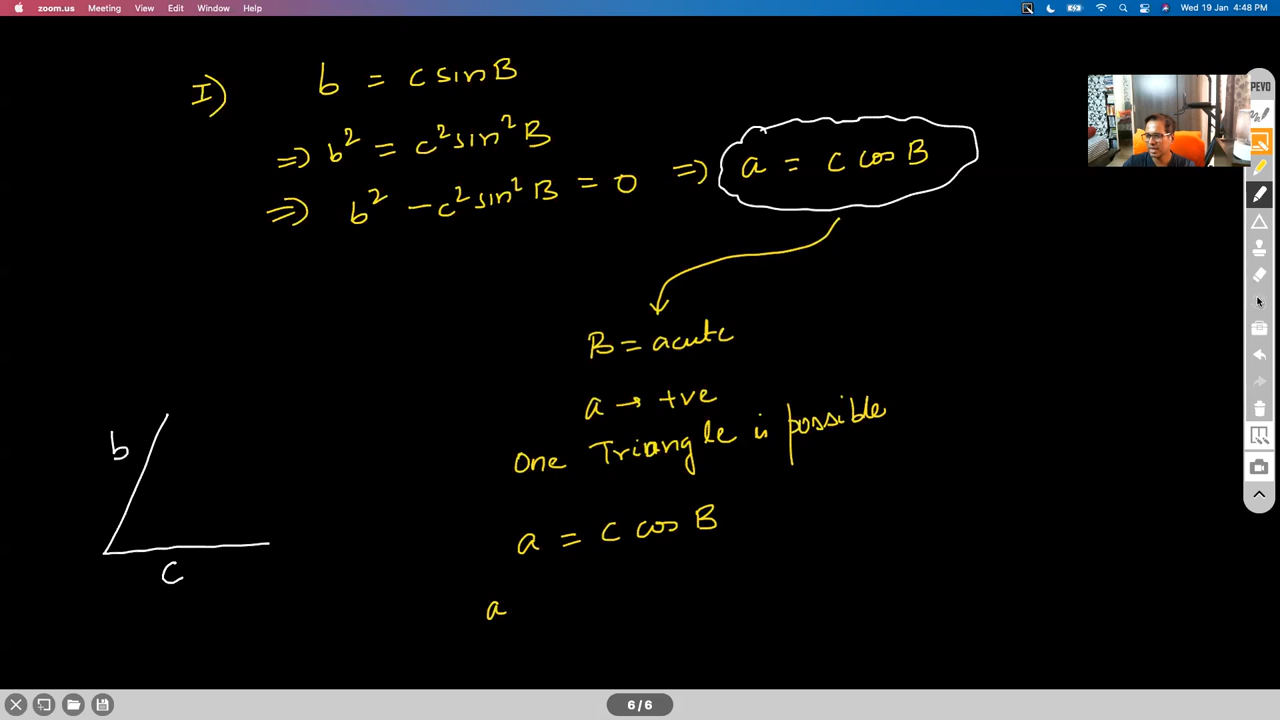 zoom.us Meeting View Edit Window Help Wed 19 Jan 4:48 PM
I) b = c sin B
⇒ b² = c² sin² B
⇒ b² - c² sin² B = 0 ⇒ a = c cos B
B = acute
a → +ve
One Triangle is possible
a = c cos B
a
b
c
6/6